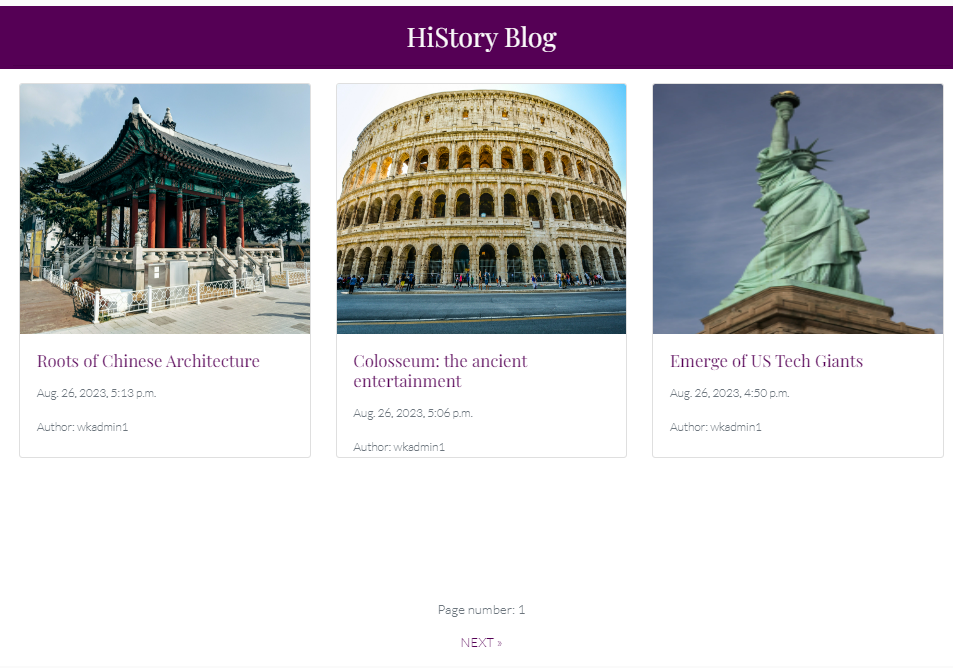 HiStory Blog
Roots of Chinese Architecture
Aug. 26, 2023, 5:13 p.m.
Author: wkadmin1
Colosseum: the ancient
entertainment
Aug. 26, 2023, 5:06 p.m.
Author: wkadmin1
Emerge of US Tech Giants
Aug. 26, 2023, 4:50 p.m.
Author: wkadmin1
Page number: 1
NEXT »